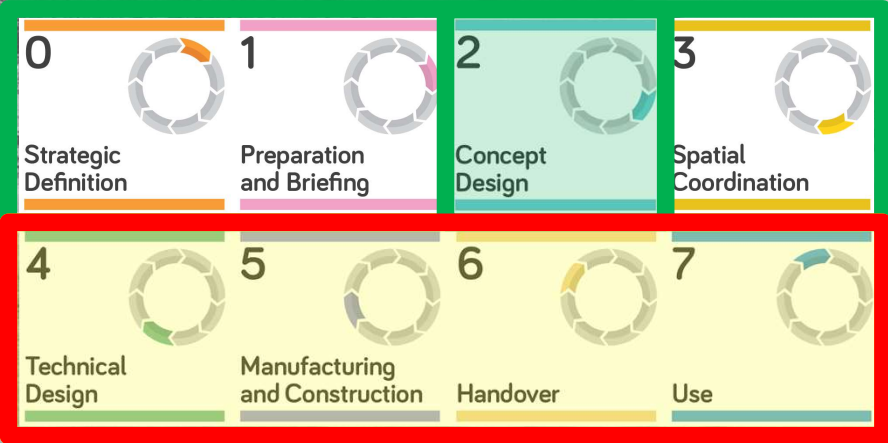 0
Strategic
Definition
1
Preparation
and Briefing
2
Concept
Design
3
Spatial
Coordination
4
Technical
Design
5
Manufacturing
and Construction
6
Handover
7
Use